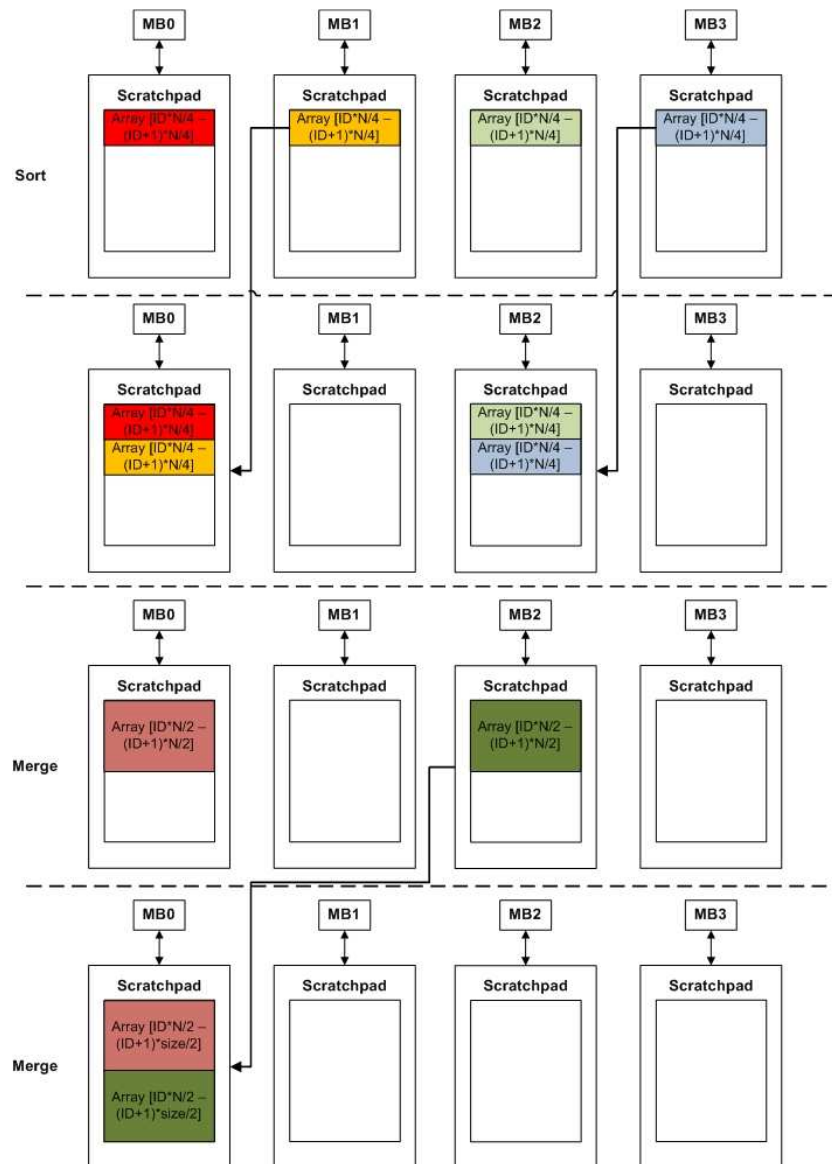 MB0
MB1
MB2
MB3
Scratchpad
Scratchpad
Scratchpad
Scratchpad
Array [ID*N/4 –
(ID+1)*N/4]
Array [ID*N/4 –
(ID+1)*N/4]
Array [ID*N/4 –
(ID+1)*N/4]
Array [ID*N/4 –
(ID+1)*N/4]
Sort
MB0
MB1
MB2
MB3
Scratchpad
Scratchpad
Scratchpad
Scratchpad
Array [ID*N/4 –
(ID+1)*N/4]
Array [ID*N/4 –
(ID+1)*N/4]
Array [ID*N/4 –
(ID+1)*N/4]
Array [ID*N/4 –
(ID+1)*N/4]
MB0
MB1
MB2
MB3
Scratchpad
Scratchpad
Scratchpad
Scratchpad
Array [ID*N/2 –
(ID+1)*N/2]
Array [ID*N/2 –
(ID+1)*N/2]
Merge
MB0
MB1
MB2
MB3
Scratchpad
Scratchpad
Scratchpad
Scratchpad
Array [ID*N/2 –
(ID+1)*size/2]
Merge
Array [ID*N/2 –
(ID+1)*size/2]